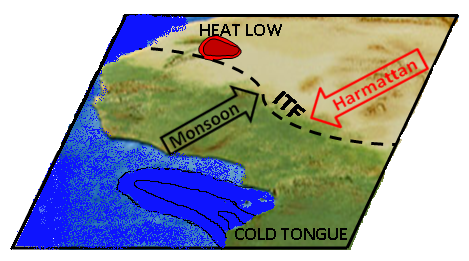 HEAT LOW
Harmattan
ITF
Monsoon
COLD TONGUE